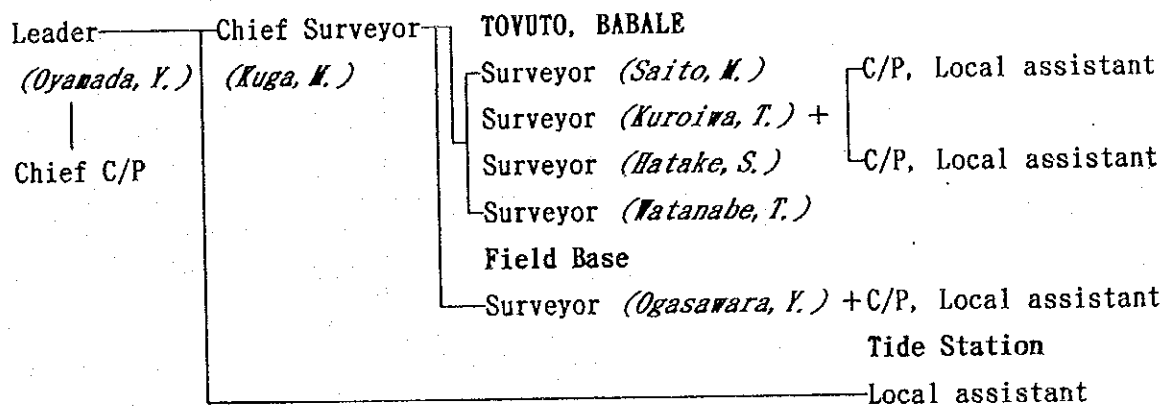 Leader Chief Surveyor TOVUTO, BABALE
(Oyamada, Y.) (Kuga, M.) Surveyor (Saito, M.) C/P, Local assistant
Surveyor (Kuroiwa, T.) +
Chief C/P Surveyor (Hatake, S.) C/P, Local assistant
Surveyor (Watanabe, T.)
Field Base
Surveyor (Ogasawara, Y.) + C/P, Local assistant
Tide Station
Local assistant